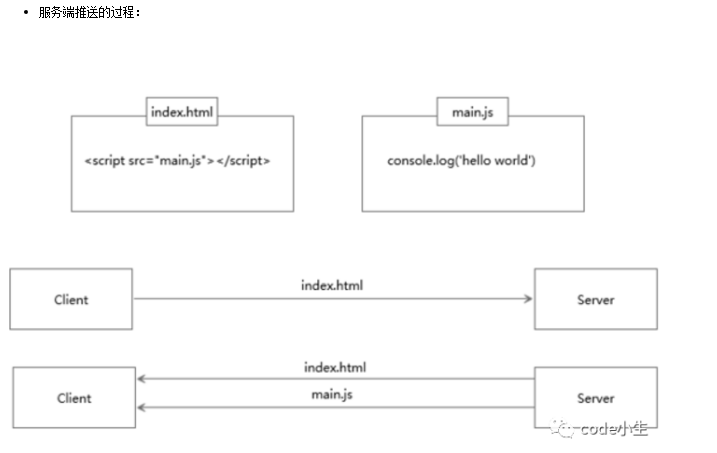 • 服务端推送的过程：
index.html
main.js
<script src="main.js"></script>
console.log('hello world')
Client
index.html
Server
Client
index.html
main.js
Server
code小生